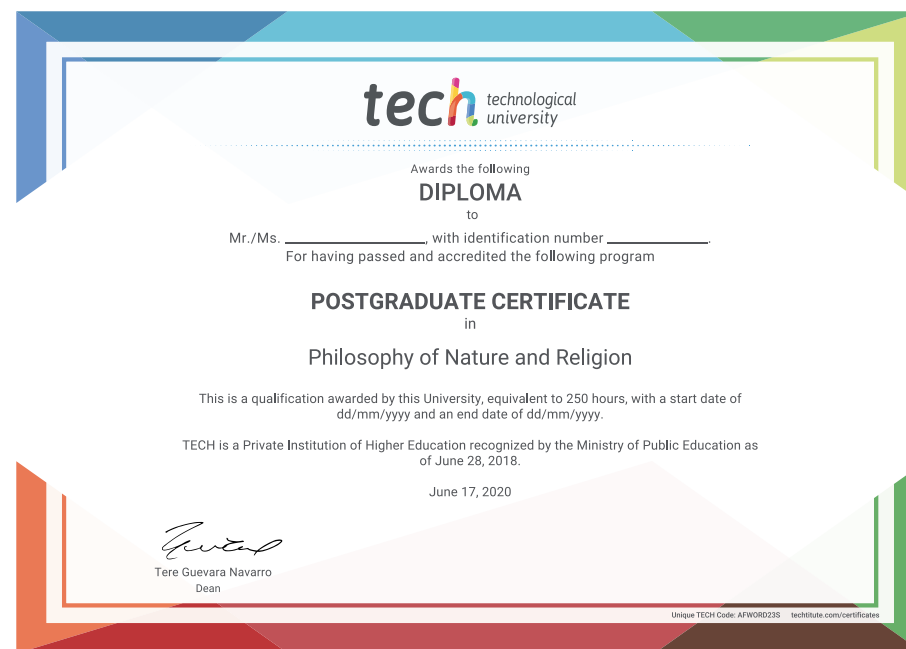 tech technological
university
Awards the following
DIPLOMA
to
Mr./Ms. ____________________, with identification number ______________.
For having passed and accredited the following program
POSTGRADUATE CERTIFICATE
in
Philosophy of Nature and Religion
This is a qualification awarded by this University, equivalent to 250 hours, with a start date of
dd/mm/yyyy and an end date of dd/mm/yyyy.
TECH is a Private Institution of Higher Education recognized by the Ministry of Public Education as
of June 28, 2018.
June 17, 2020
Tere Guevara Navarro
Dean
Unique TECH Code: AFWORD23S techtitute.com/certificates